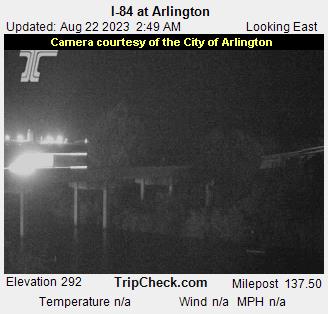 I-84 at Arlington
Updated: Aug 22 2023 2:49 AM Looking East
Camera courtesy of the City of Arlington
Elevation 292 TripCheck.com Milepost 137.50
Temperature n/a Wind n/a MPH n/a